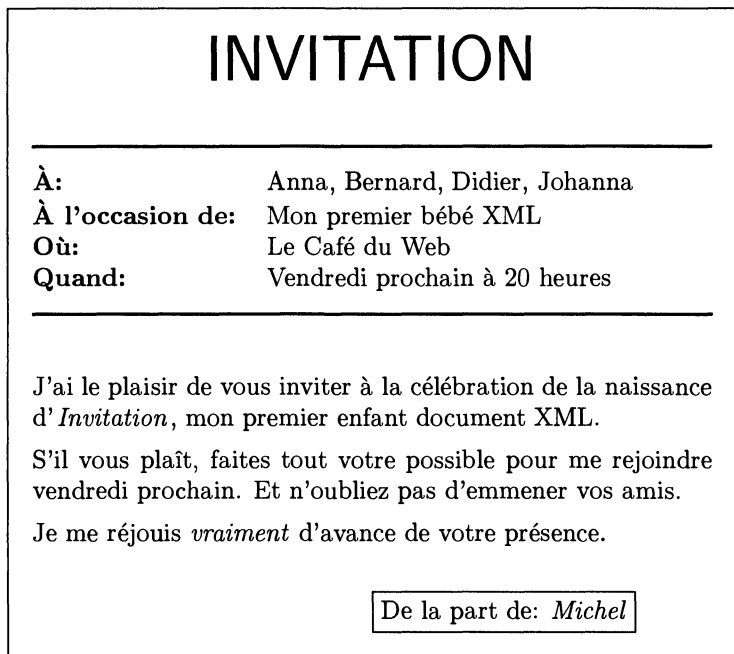 INVITATION
À: Anna, Bernard, Didier, Johanna
À l'occasion de: Mon premier bébé XML
Où: Le Café du Web
Quand: Vendredi prochain à 20 heures
J'ai le plaisir de vous inviter à la célébration de la naissance
d'Invitation, mon premier enfant document XML.
S'il vous plaît, faites tout votre possible pour me rejoindre
vendredi prochain. Et n'oubliez pas d'emmener vos amis.
Je me réjouis vraiment d'avance de votre présence.
De la part de: Michel